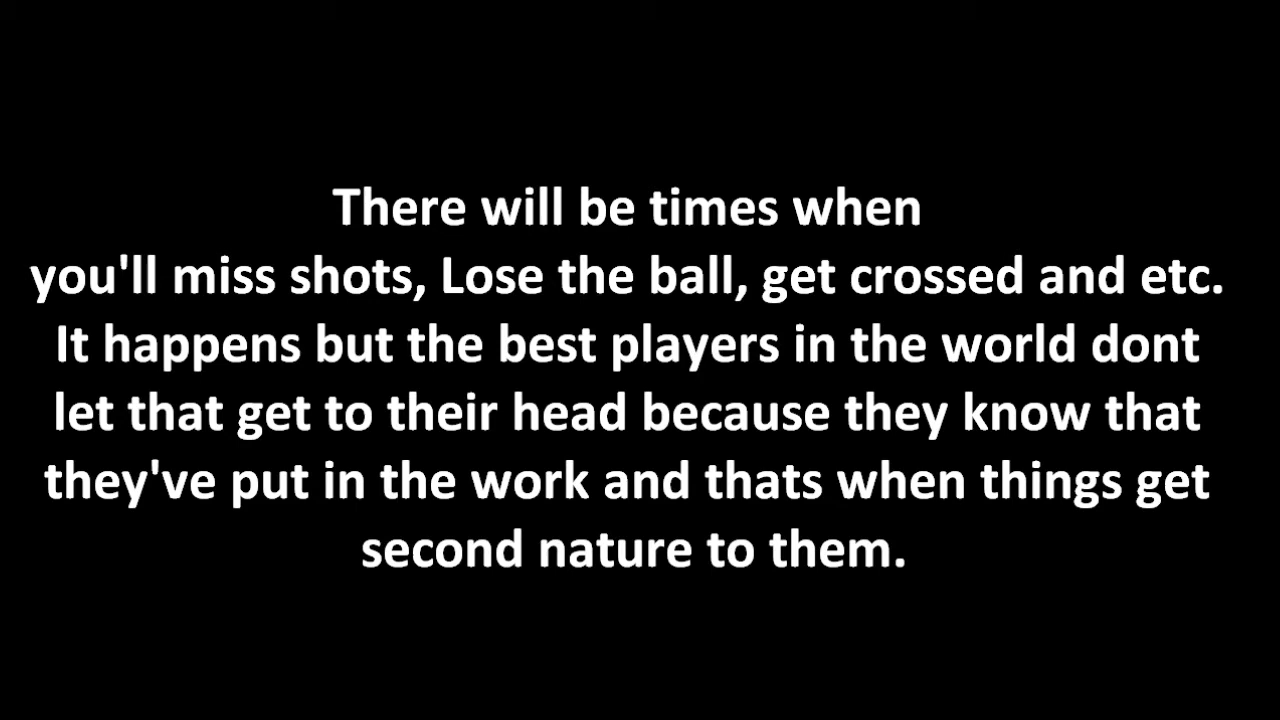 There will be times when
you'll miss shots, Lose the ball, get crossed and etc.
It happens but the best players in the world dont
let that get to their head because they know that
they've put in the work and thats when things get
second nature to them.